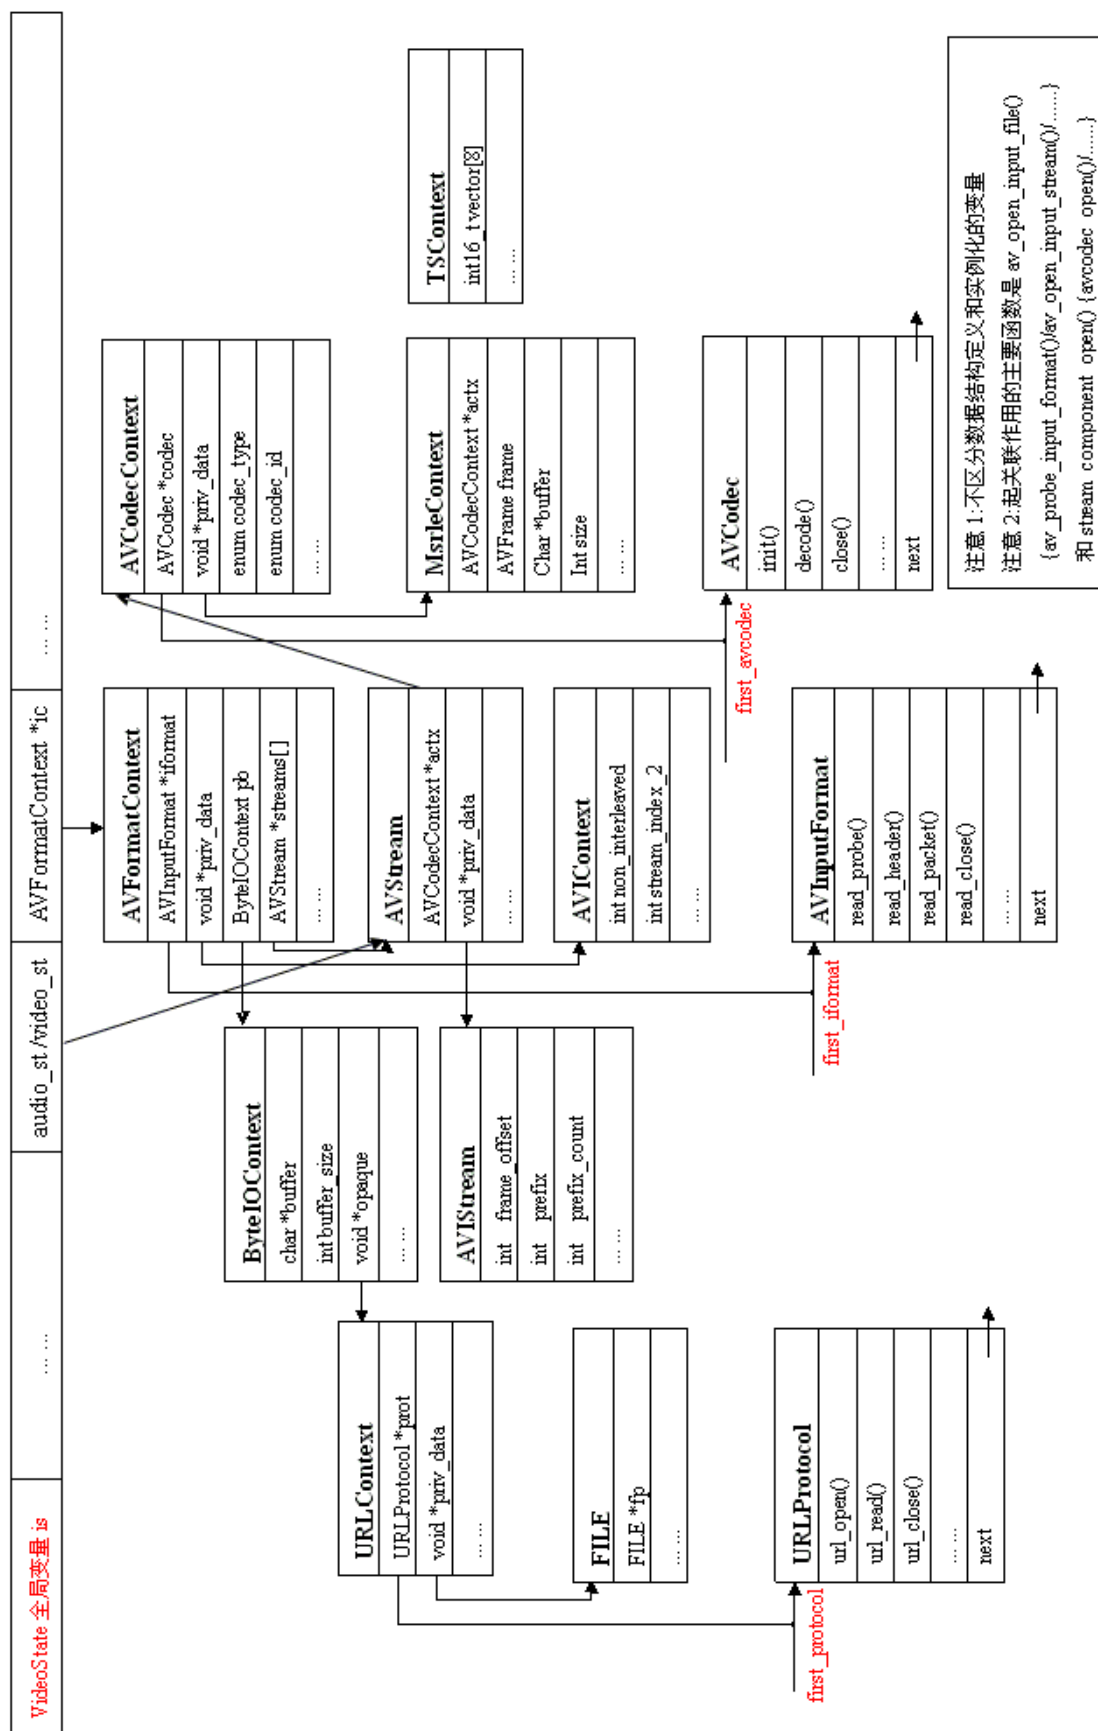 VideoState 全局变量 is
... ...
audio_st /video_st
AVFormatContext *ic
... ...
URLContext
URLProtocol *prot
void *priv_data
... ...
ByteIOContext
char *buffer
int buffer_size
void *opaque
... ...
AVFormatContext
AVInputFormat *iformat
void *priv_data
ByteIOContext pb
AVStream *streams[]
... ...
AVCodecContext
AVCodec *codec
void *priv_data
enum codec_type
enum codec_id
... ...
FILE
FILE *fp
... ...
AVIStream
int frame_offset
int prefix
int prefix_count
... ...
AVStream
AVCodecContext *actx
void *priv_data
... ...
MsrleContext
AVCodecContext *actx
AVFrame frame
Char *buffer
Int size
... ...
TSContext
int16_t vector[8]
... ...
AVIContext
int non_interleaved
int stream_index_2
... ...
first_protocol
URLProtocol
url_open()
url_read()
url_close()
... ...
next
first_iformat
AVInputFormat
read_probe()
read_header()
read_packet()
read_close()
... ...
next
first_avcodec
AVCodec
init()
decode()
close()
... ...
next
注意 1:不区分数据结构定义和实例化的变量
注意 2:起关联作用的主要函数是 av_open_input_file()
{av_probe_input_format()/av_open_input_stream()/......}
和 stream component open() {avcodec open()/......}